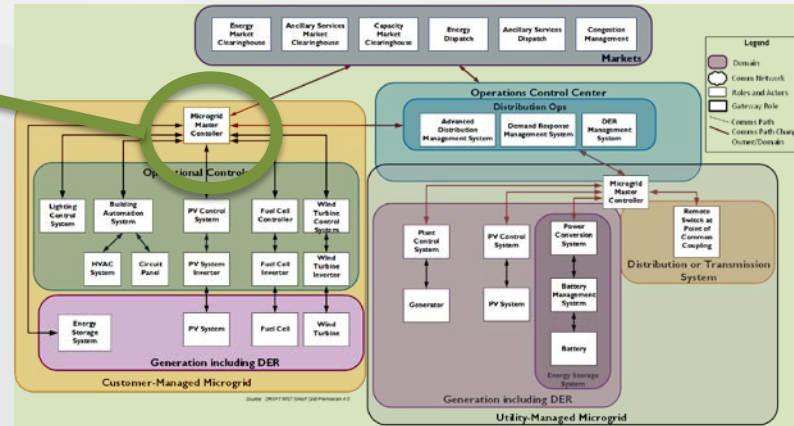 Energy
Market
Clearinghouse
Ancillary Services
Market
Clearinghouse
Capacity
Market
Clearinghouse
Energy
Dispatch
Ancillary Services
Dispatch
Congestion
Management
Markets
Legend
Domain
Comm Network
Roles and Actors
Gateway Role
Comms Path
Comms Path Change
Owner/Domain
Microgrid
Master
Contoller
Operations Control Center
Distribution Ops
Advanced
Distribution
Management System
Demand Response
Management System
DER
Management
System
Operational Control
Lighting
Control
System
Building
Automation
System
PV Control
System
Fuel Cell
Controller
Wind
Turbine
Control
System
HVAC
System
Circuit
Panel
PV System
Inverter
Fuel Cell
Inverter
Wind
Turbine
Inverter
Energy
Storage
System
PV System
Fuel Cell
Wind
Turbine
Generation including DER
Customer-Managed Microgrid
Microgrid
Master
Controller
Plant
Control
System
PV Control
System
Power
Conversion
System
Remote
Switch at
Point of
Common
Coupling
Distribution or Transmission
System
Generator
PV System
Battery
Management
System
Battery
Energy Storage
System
Generation including DER
Utility-Managed Microgrid